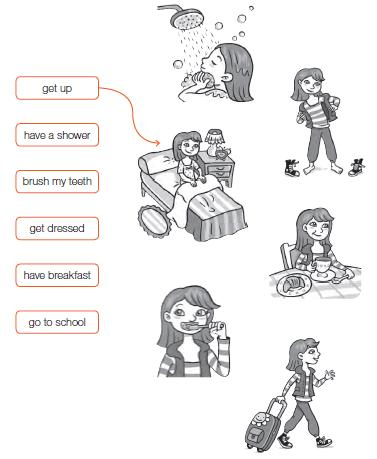 get up
have a shower
brush my teeth
get dressed
have breakfast
go to school